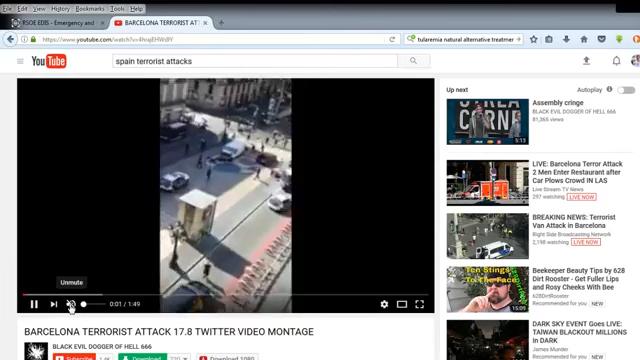 File Edit View History Bookmarks Tools Help
RSOE EDIS - Emergency and
BARCELONA TERRORIST ATT
https://www.youtube.com/watch?v=
tularemia natural alternative treatmer
Search
YouTube
spain terrorist attacks
Up next
Autoplay
Assembly cringe
BLACK EVIL DOGGER OF HELL 666
81,365 views
5:13
LIVE: Barcelona Terror Attack
2 Men Enter Restaurant after
Car Plows Crowd IN LAS
Live Stream TV News
297 watching LIVE NOW
BREAKING NEWS: Terrorist
Van Attack in Barcelona
Right Side Broadcasting Network
2,198 watching LIVE NOW
Beekeeper Beauty Tips by 628
Dirt Rooster - Get Fuller Lips
and Rosy Cheeks With Bee
628DirtRooster
Recommended for you NEW
Ten Stings
To The Face
15:09
DARK SKY EVENT Goes LIVE:
TAIWAN BLACKOUT MILLIONS
IN DARK
James Munder
Recommended for you NEW
Unmute
0:01 / 1:49
BARCELONA TERRORIST ATTACK 17.8 TWITTER VIDEO MONTAGE
BLACK EVIL DOGGER OF HELL 666
Subscribe
Download
Download 1080